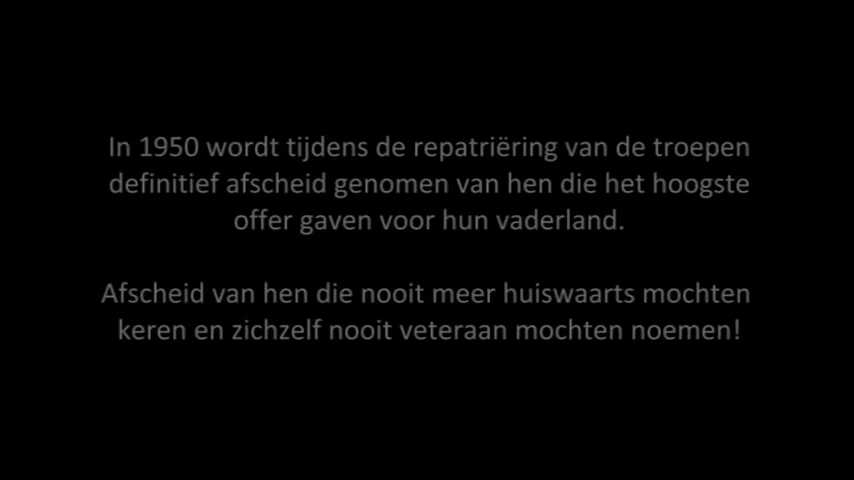 In 1950 wordt tijdens de repatriëring van de troepen
definitief afscheid genomen van hen die het hoogste
offer gaven voor hun vaderland.
Afscheid van hen die nooit meer huiswaarts mochten
keren en zichzelf nooit veteraan mochten noemen!